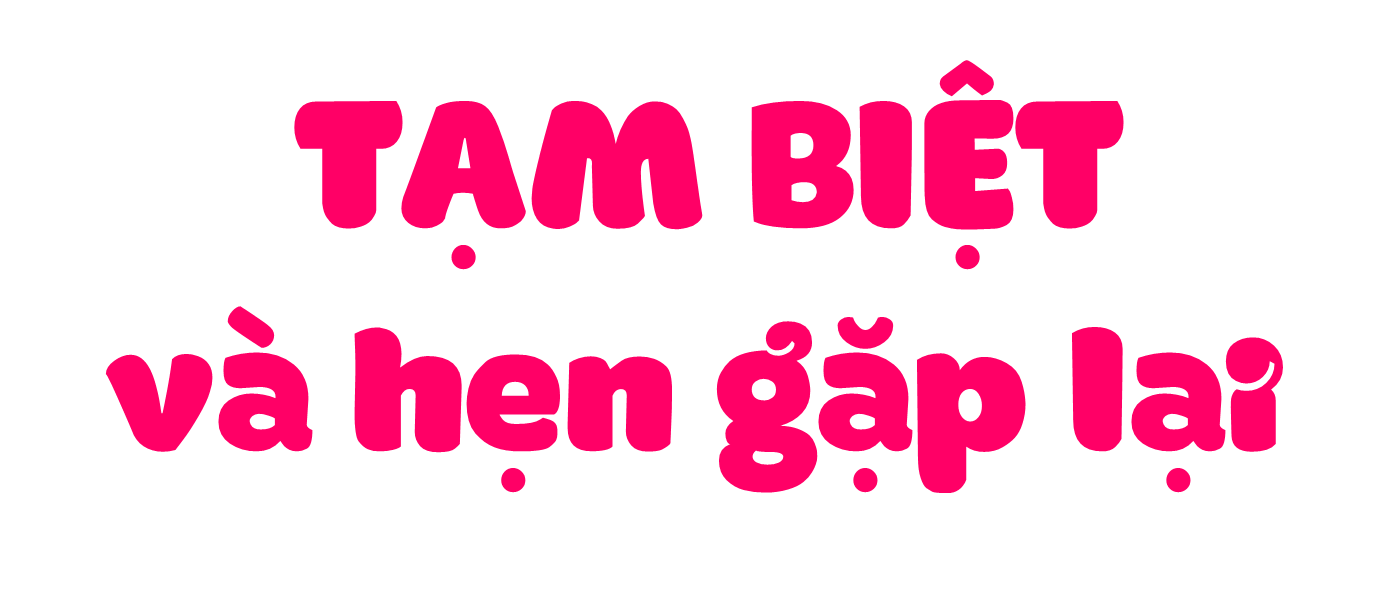 TẠM BIỆT
và hẹn gặp lại